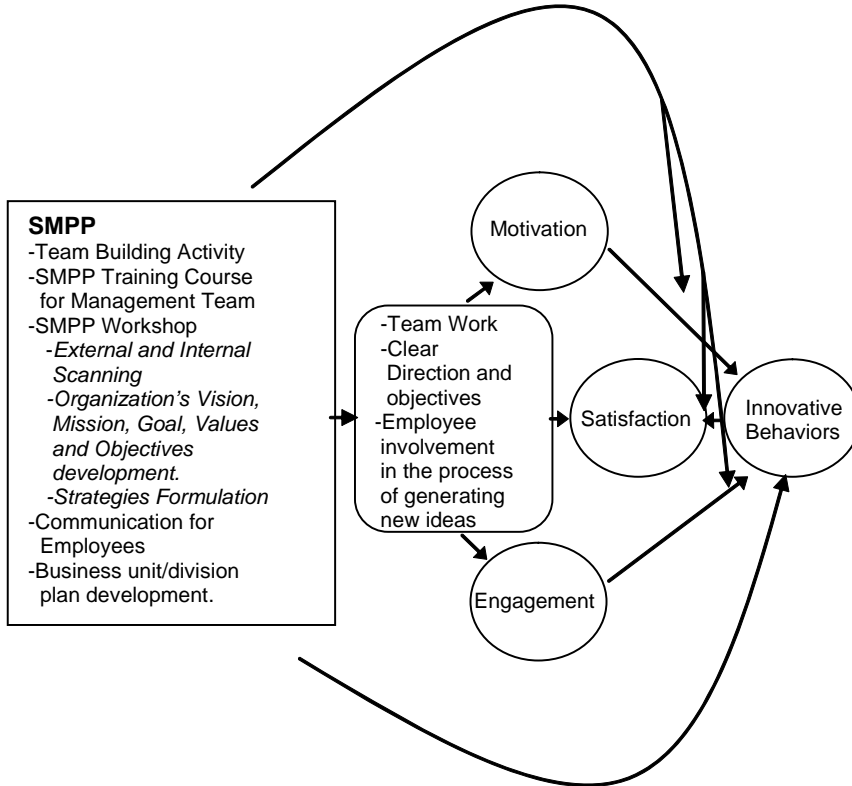 SMPP
-Team Building Activity
-SMPP Training Course
for Management Team
-SMPP Workshop
-External and Internal
Scanning
-Organization's Vision,
Mission, Goal, Values
and Objectives
development.
-Strategies Formulation
-Communication for
Employees
-Business unit/division
plan development.
-Team Work
-Clear
Direction and
objectives
-Employee
involvement
in the process
of generating
new ideas
Motivation
Satisfaction
Engagement
Innovative
Behaviors